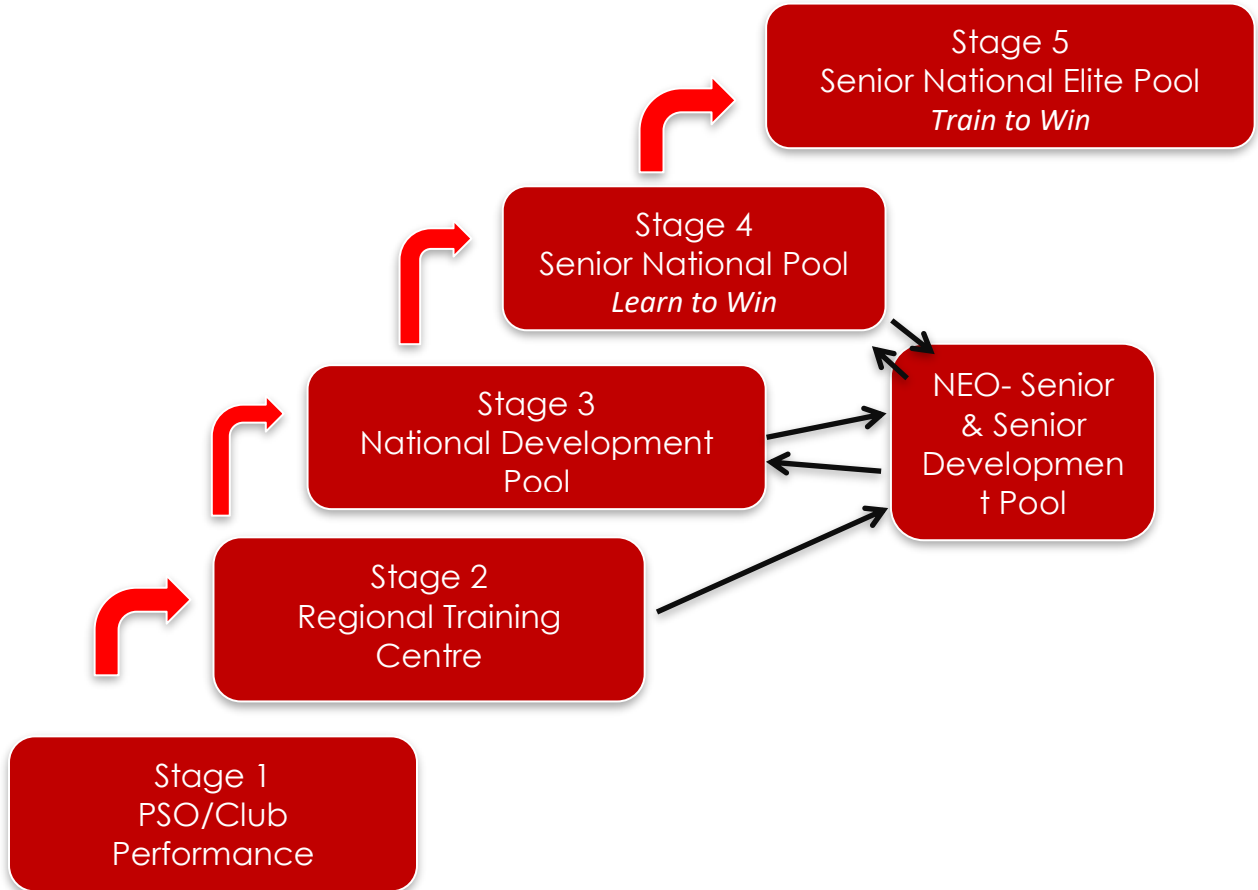 Stage 5
Senior National Elite Pool
Train to Win
Stage 4
Senior National Pool
Learn to Win
NEO- Senior
& Senior
Developmen
t Pool
Stage 3
National Development
Pool
Stage 2
Regional Training
Centre
Stage 1
PSO/Club
Performance